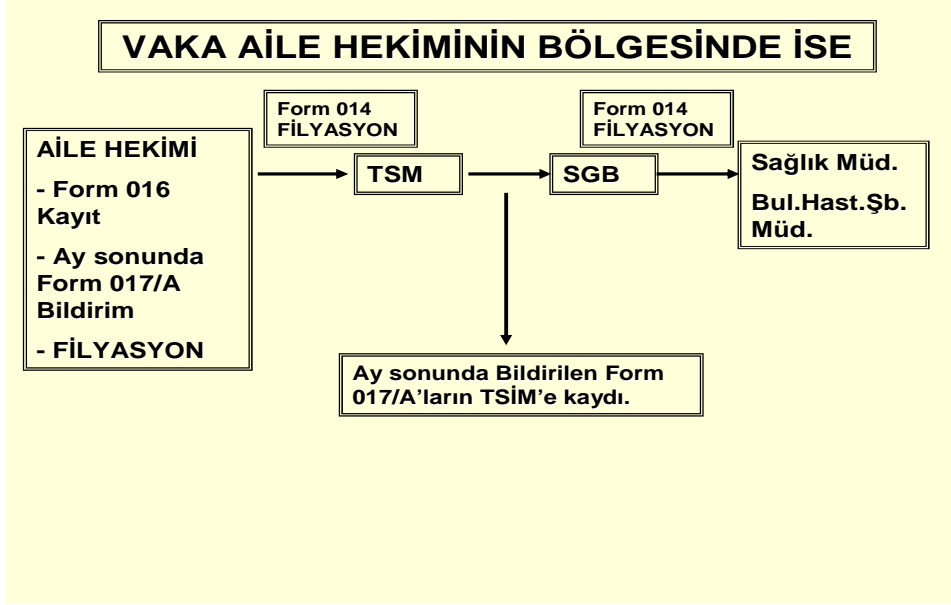 VAKA AİLE HEKİMİNİN BÖLGESİNDE İSE
Form 014
FİLYASYON
Form 014
FİLYASYON
AİLE HEKİMİ
- Form 016
Kayıt
- Ay sonunda
Form 017/A
Bildirim
- FİLYASYON
TSM
SGB
Sağlık Müd.
Bul.Hast.Şb.
Müd.
Ay sonunda Bildirilen Form
017/A’ların TSİM’e kaydı.